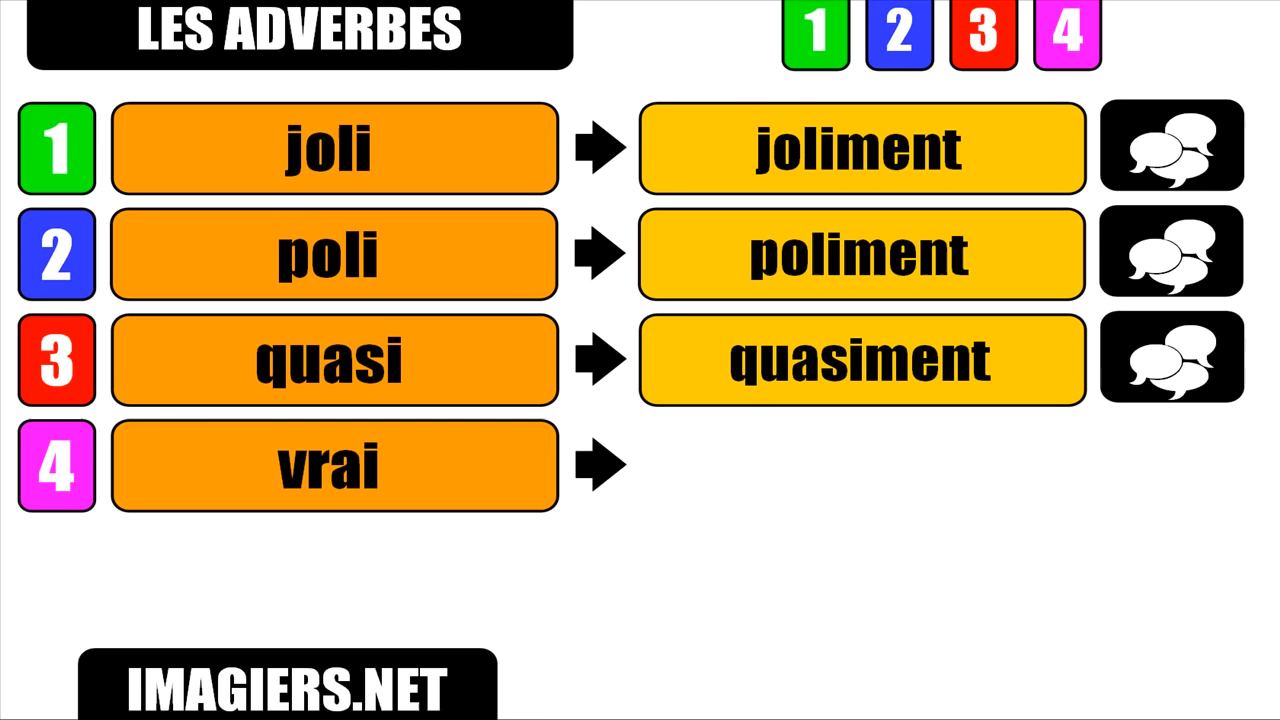 LES ADVERBES
1 2 3 4
1 joli joliment
2 poli poliment
3 quasi quasiment
4 vrai
IMAGIERS.NET